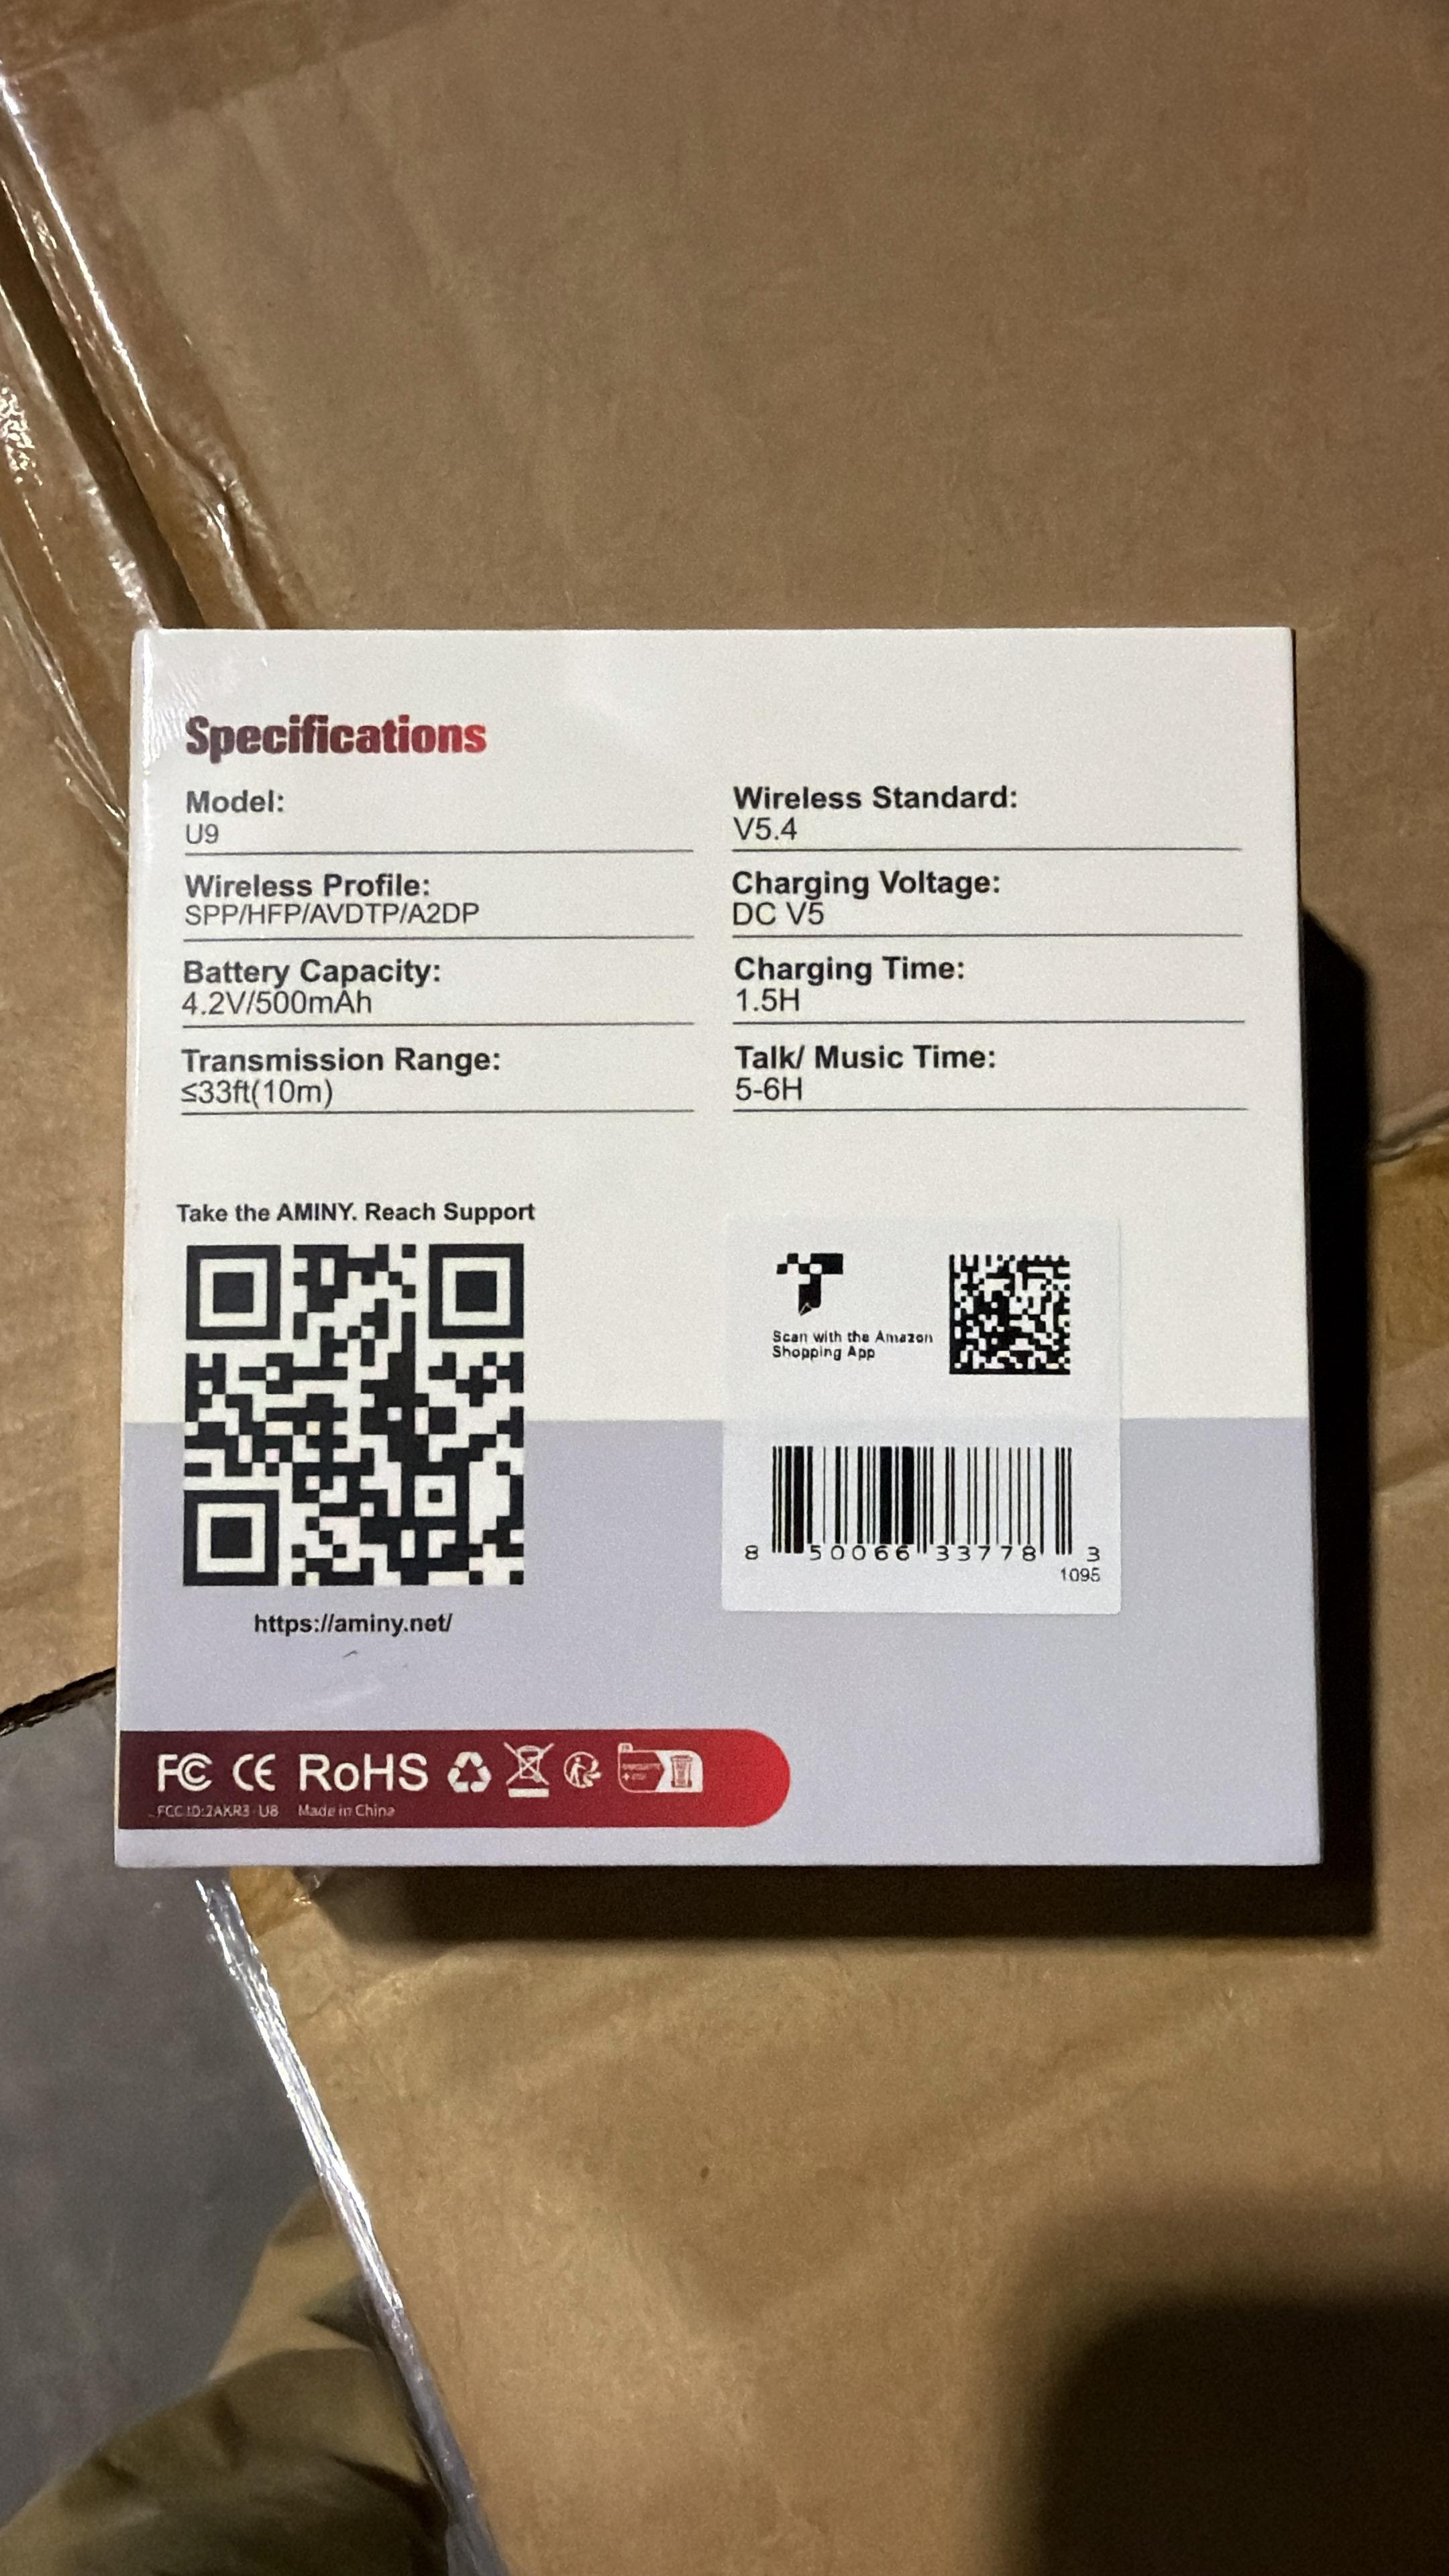 Specifications
Model:
U9
Wireless Standard:
V5.4
Wireless Profile:
SPP/HFP/AVDTP/A2DP
Charging Voltage:
DC V5
Battery Capacity:
4.2V/500mAh
Charging Time:
1.5H
Transmission Range:
≤33ft(10m)
Talk/ Music Time:
5-6H
Take the AMINY. Reach Support
https://aminy.net/
Scan with the Amazon
Shopping App
8 50066 33778 3
1095
FC CE RoHS
FCC ID:2AKR3-U8 Made in China